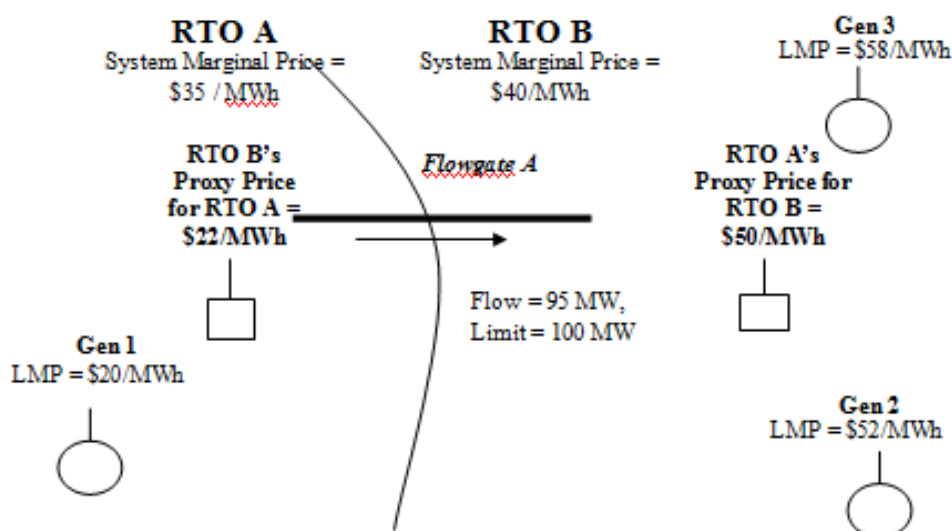 RTO A
System Marginal Price =
$35 / MWh
RTO B
System Marginal Price =
$40/MWh
Gen 3
LMP = $58/MWh
RTO B's
Proxy Price
for RTO A =
$22/MWh
Flowgate A
RTO A's
Proxy Price for
RTO B =
$50/MWh
Flow = 95 MW,
Limit = 100 MW
Gen 1
LMP = $20/MWh
Gen 2
LMP = $52/MWh